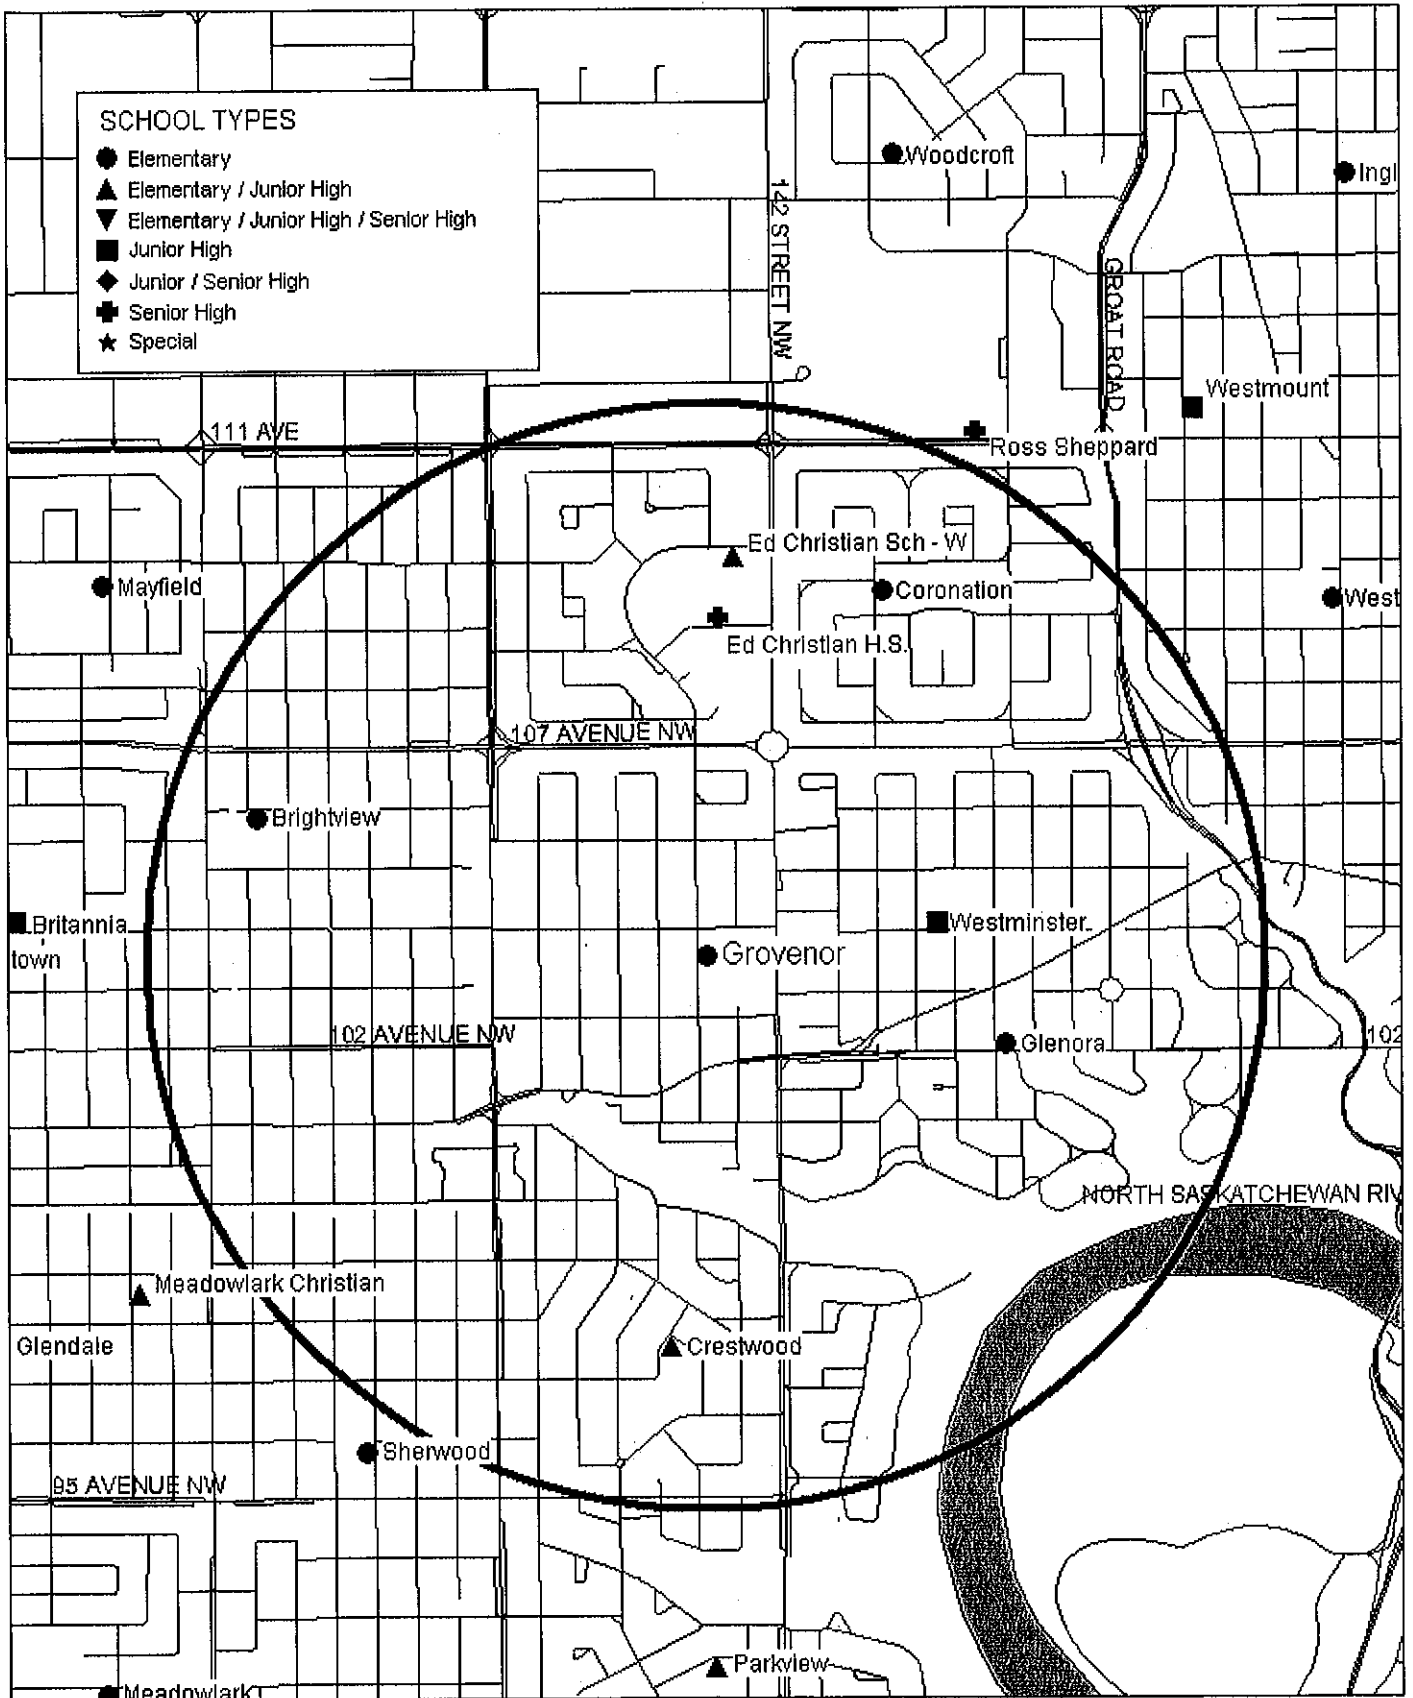 SCHOOL TYPES
Elementary
Elementary / Junior High
Elementary / Junior High / Senior High
Junior High
Junior / Senior High
Senior High
Special
Woodcroft
Ingl
142 STREET NW
GROAT ROAD
Westmount
111 AVE
Ross Sheppard
Ed Christian Sch - W
Mayfield
Coronation
West
Ed Christian H.S.
107 AVENUE NW
Brightview
Britannia
Westminster
town
Grovenor
102 AVENUE NW
Glenora
102
NORTH SASKATCHEWAN RIV
Meadowlark Christian
Glendale
Crestwood
Sherwood
95 AVENUE NW
Parkview
Meadowlark